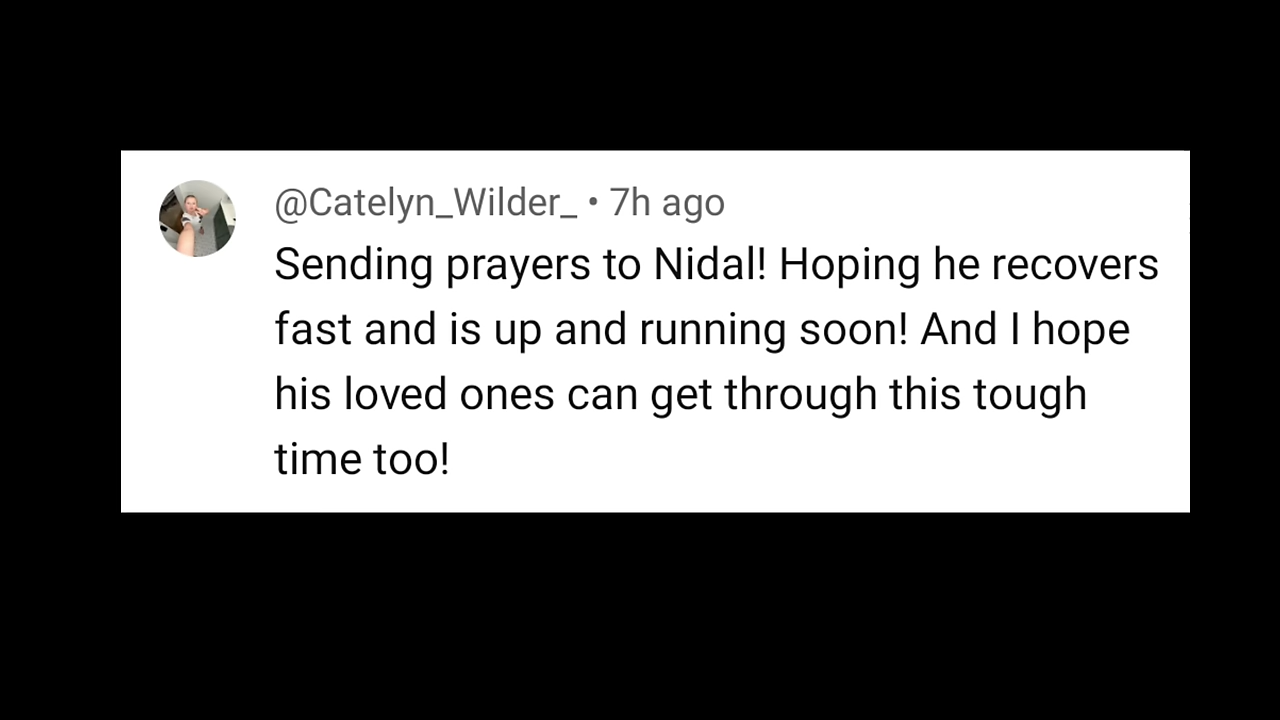 @Catelyn_Wilder_ • 7h ago
Sending prayers to Nidal! Hoping he recovers
fast and is up and running soon! And I hope
his loved ones can get through this tough
time too!